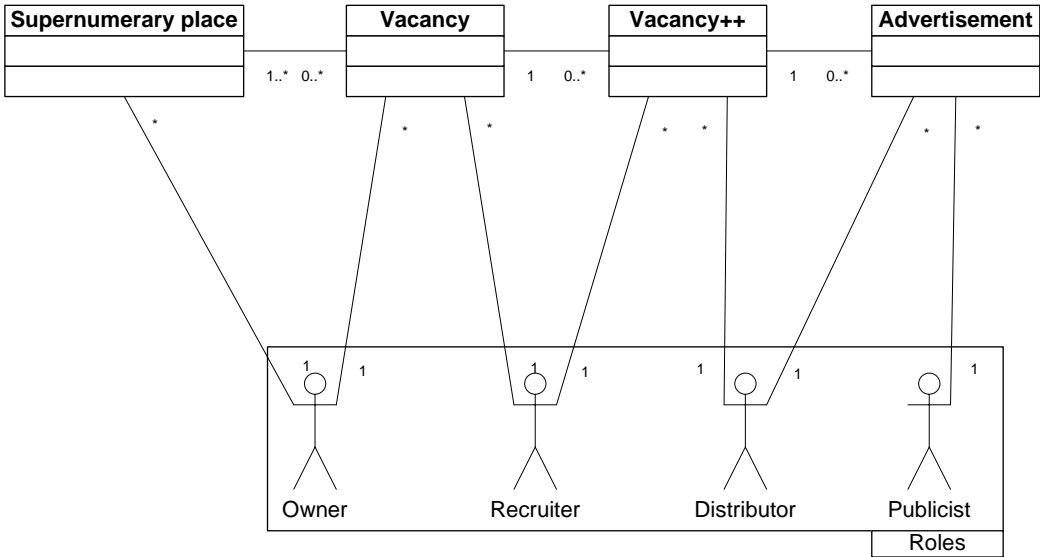 Supernumerary place Vacancy Vacancy++ Advertisement
1..* 0..* 1 0..* 1 0..*
* * * * * * *
1 1 1 1 1 1 1
Owner Recruiter Distributor Publicist
Roles